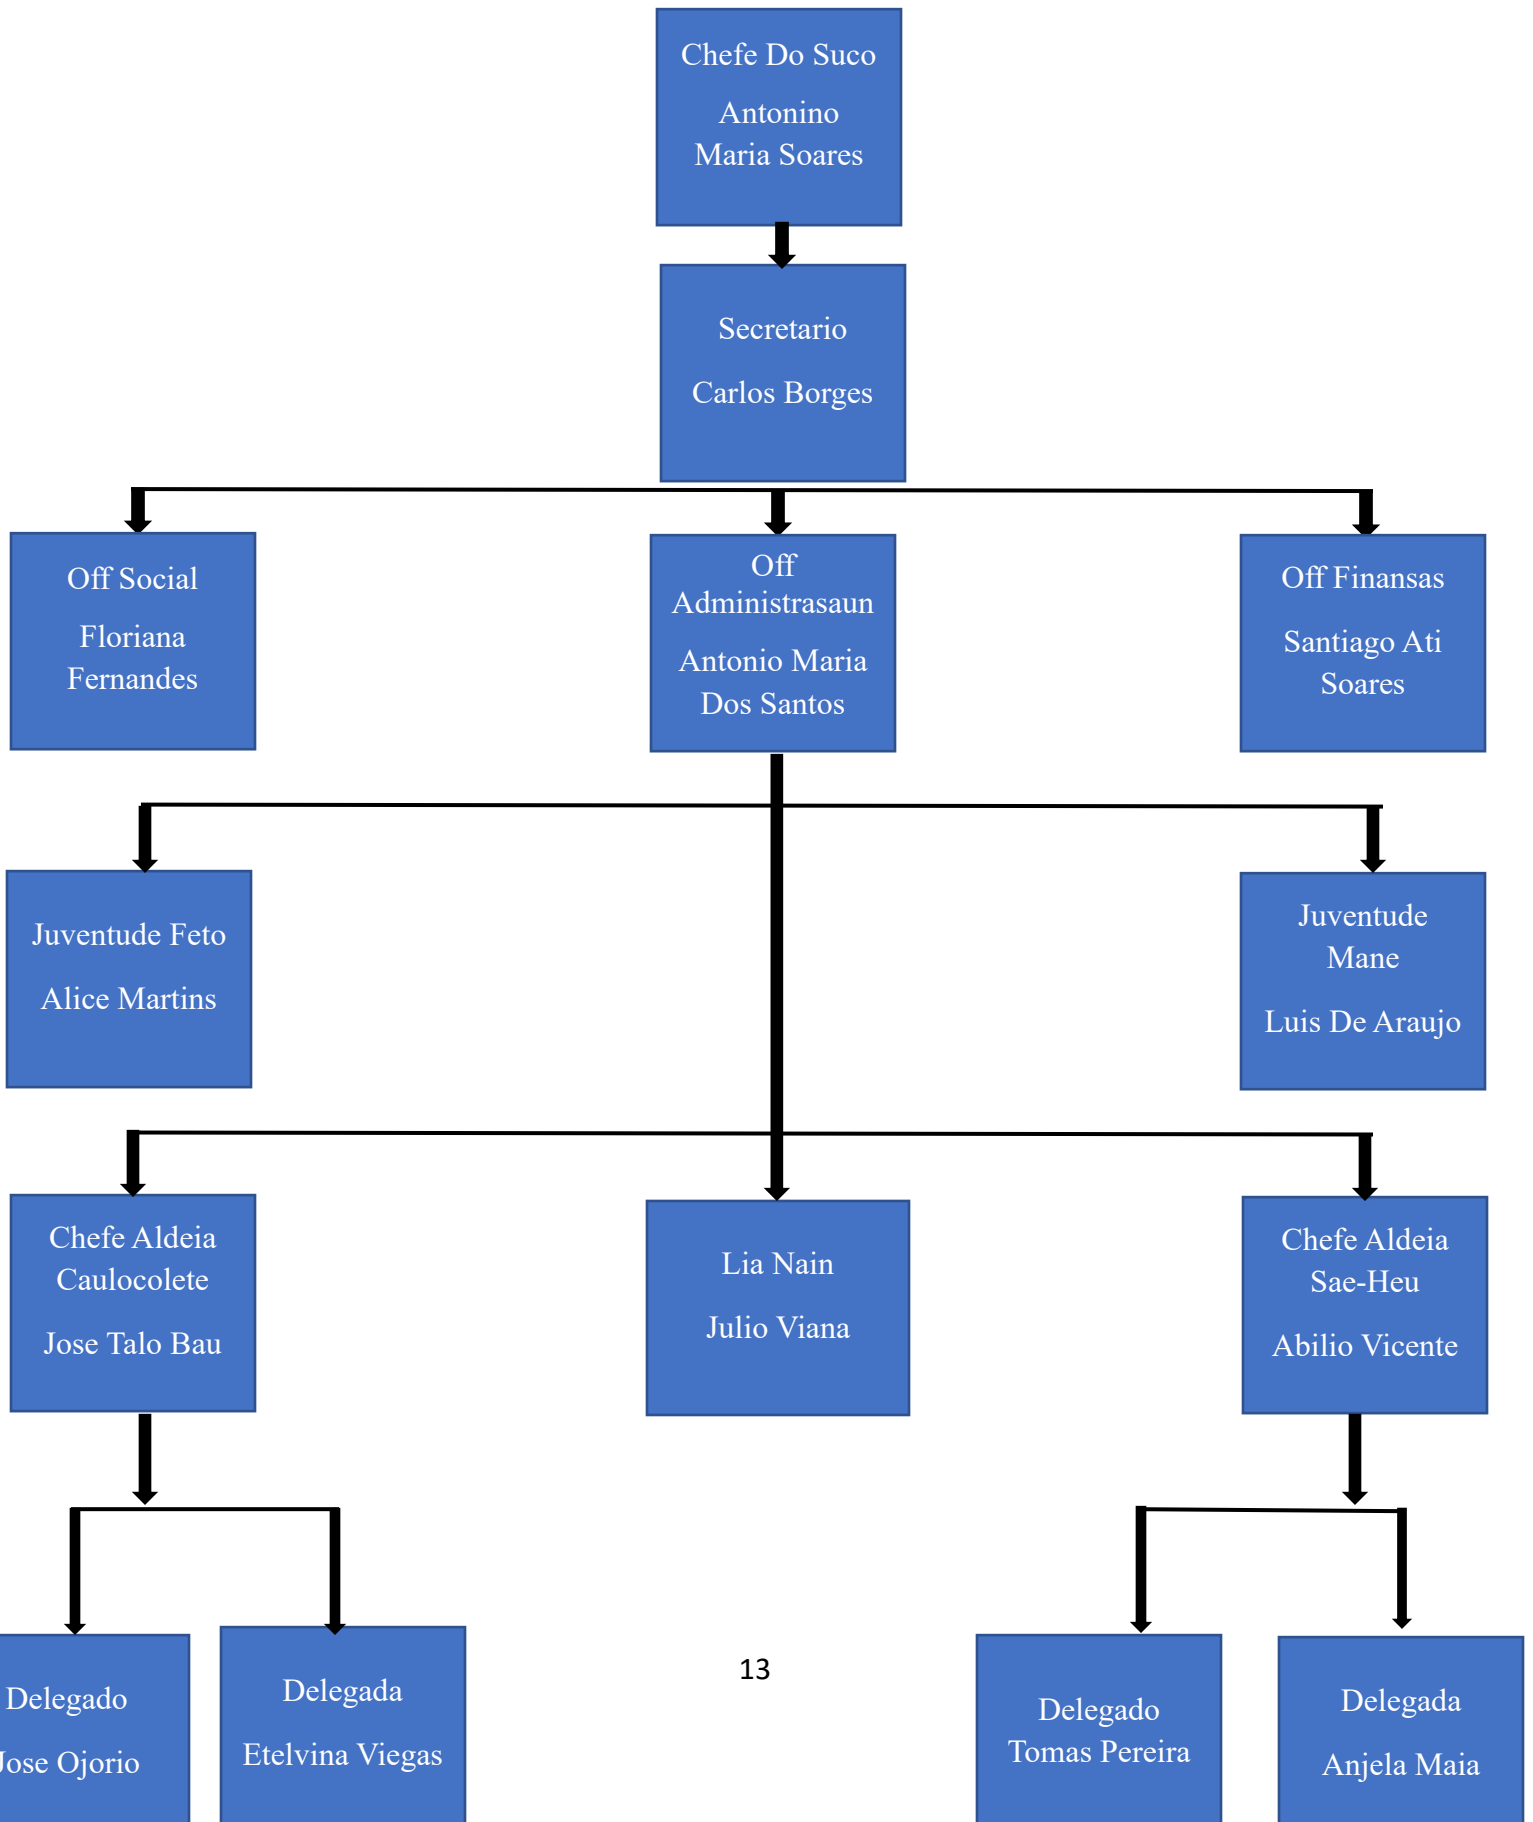 Chefe Do Suco
Antonino
Maria Soares
Secretario
Carlos Borges
Off Social
Floriana
Fernandes
Off
Administrasaun
Antonio Maria
Dos Santos
Off Finansas
Santiago Ati
Soares
Juventude Feto
Alice Martins
Juventude
Mane
Luis De Araujo
Chefe Aldeia
Caulocolete
Jose Talo Bau
Lia Nain
Julio Viana
Chefe Aldeia
Sae-Heu
Abilio Vicente
Delegado
Jose Ojorio
Delegada
Etelvina Viegas
13
Delegado
Tomas Pereira
Delegada
Anjela Maia